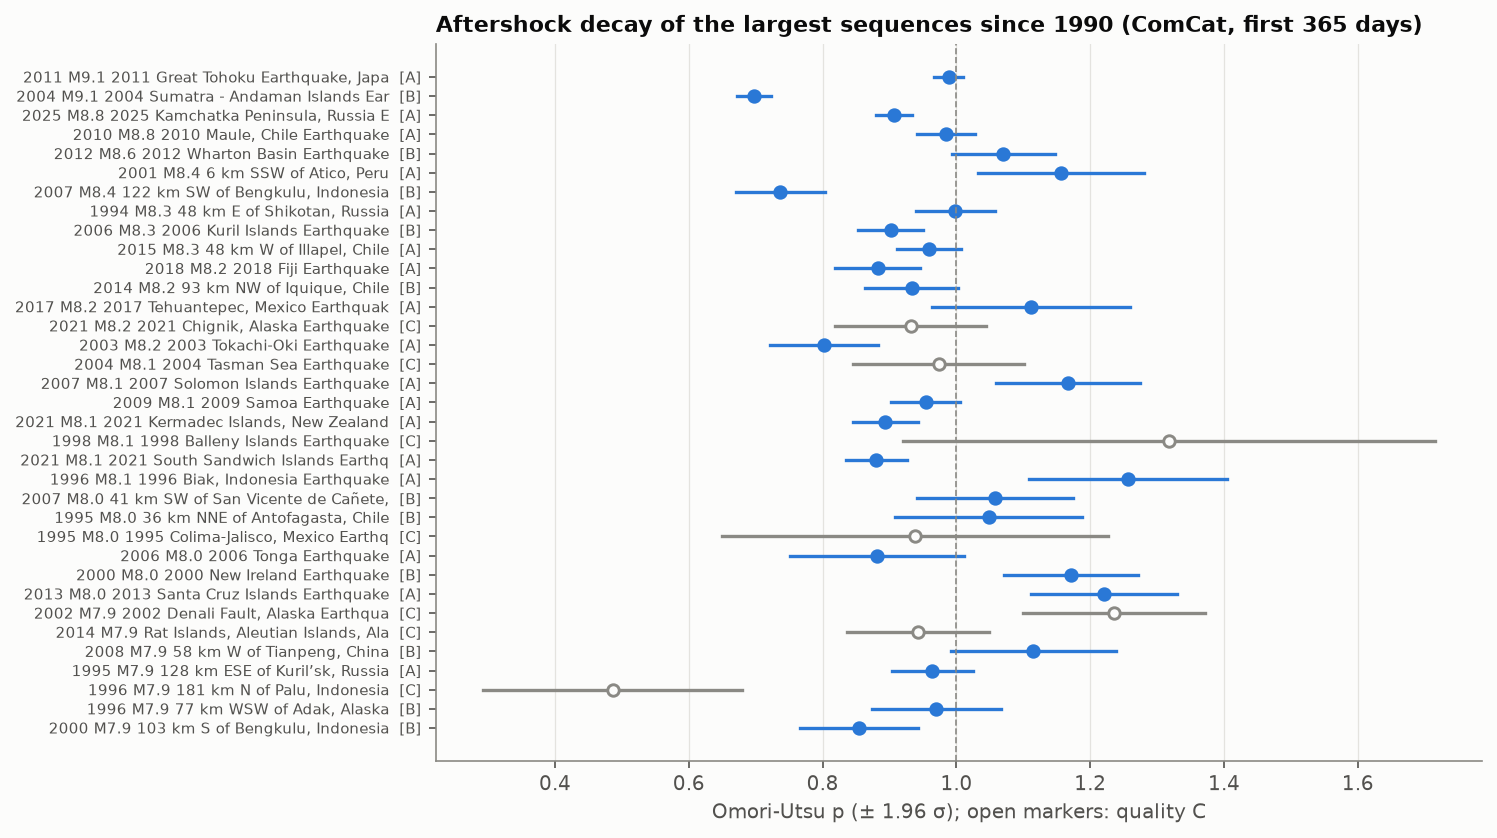 Aftershock decay of the largest sequences since 1990 (ComCat, first 365 days)
2011 M9.1 2011 Great Tohoku Earthquake, Japa [A]
2004 M9.1 2004 Sumatra - Andaman Islands Ear [B]
2025 M8.8 2025 Kamchatka Peninsula, Russia E [A]
2010 M8.8 2010 Maule, Chile Earthquake [A]
2012 M8.6 2012 Wharton Basin Earthquake [B]
2001 M8.4 6 km SSW of Atico, Peru [A]
2007 M8.4 122 km SW of Bengkulu, Indonesia [B]
1994 M8.3 48 km E of Shikotan, Russia [A]
2006 M8.3 2006 Kuril Islands Earthquake [B]
2015 M8.3 48 km W of Illapel, Chile [A]
2018 M8.2 2018 Fiji Earthquake [A]
2014 M8.2 93 km NW of Iquique, Chile [B]
2017 M8.2 2017 Tehuantepec, Mexico Earthquak [A]
2021 M8.2 2021 Chignik, Alaska Earthquake [C]
2003 M8.2 2003 Tokachi-Oki Earthquake [A]
2004 M8.1 2004 Tasman Sea Earthquake [C]
2007 M8.1 2007 Solomon Islands Earthquake [A]
2009 M8.1 2009 Samoa Earthquake [A]
2021 M8.1 2021 Kermadec Islands, New Zealand [A]
1998 M8.1 1998 Balleny Islands Earthquake [C]
2021 M8.1 2021 South Sandwich Islands Earthq [A]
1996 M8.1 1996 Biak, Indonesia Earthquake [A]
2007 M8.0 41 km SW of San Vicente de Cañete, [B]
1995 M8.0 36 km NNE of Antofagasta, Chile [B]
1995 M8.0 1995 Colima-Jalisco, Mexico Earthq [C]
2006 M8.0 2006 Tonga Earthquake [A]
2000 M8.0 2000 New Ireland Earthquake [B]
2013 M8.0 2013 Santa Cruz Islands Earthquake [A]
2002 M7.9 2002 Denali Fault, Alaska Earthqua [C]
2014 M7.9 Rat Islands, Aleutian Islands, Ala [C]
2008 M7.9 58 km W of Tianpeng, China [B]
1995 M7.9 128 km ESE of Kuril’sk, Russia [A]
1996 M7.9 181 km N of Palu, Indonesia [C]
1996 M7.9 77 km WSW of Adak, Alaska [B]
2000 M7.9 103 km S of Bengkulu, Indonesia [B]
0.4 0.6 0.8 1.0 1.2 1.4 1.6
Omori-Utsu p (± 1.96 σ); open markers: quality C